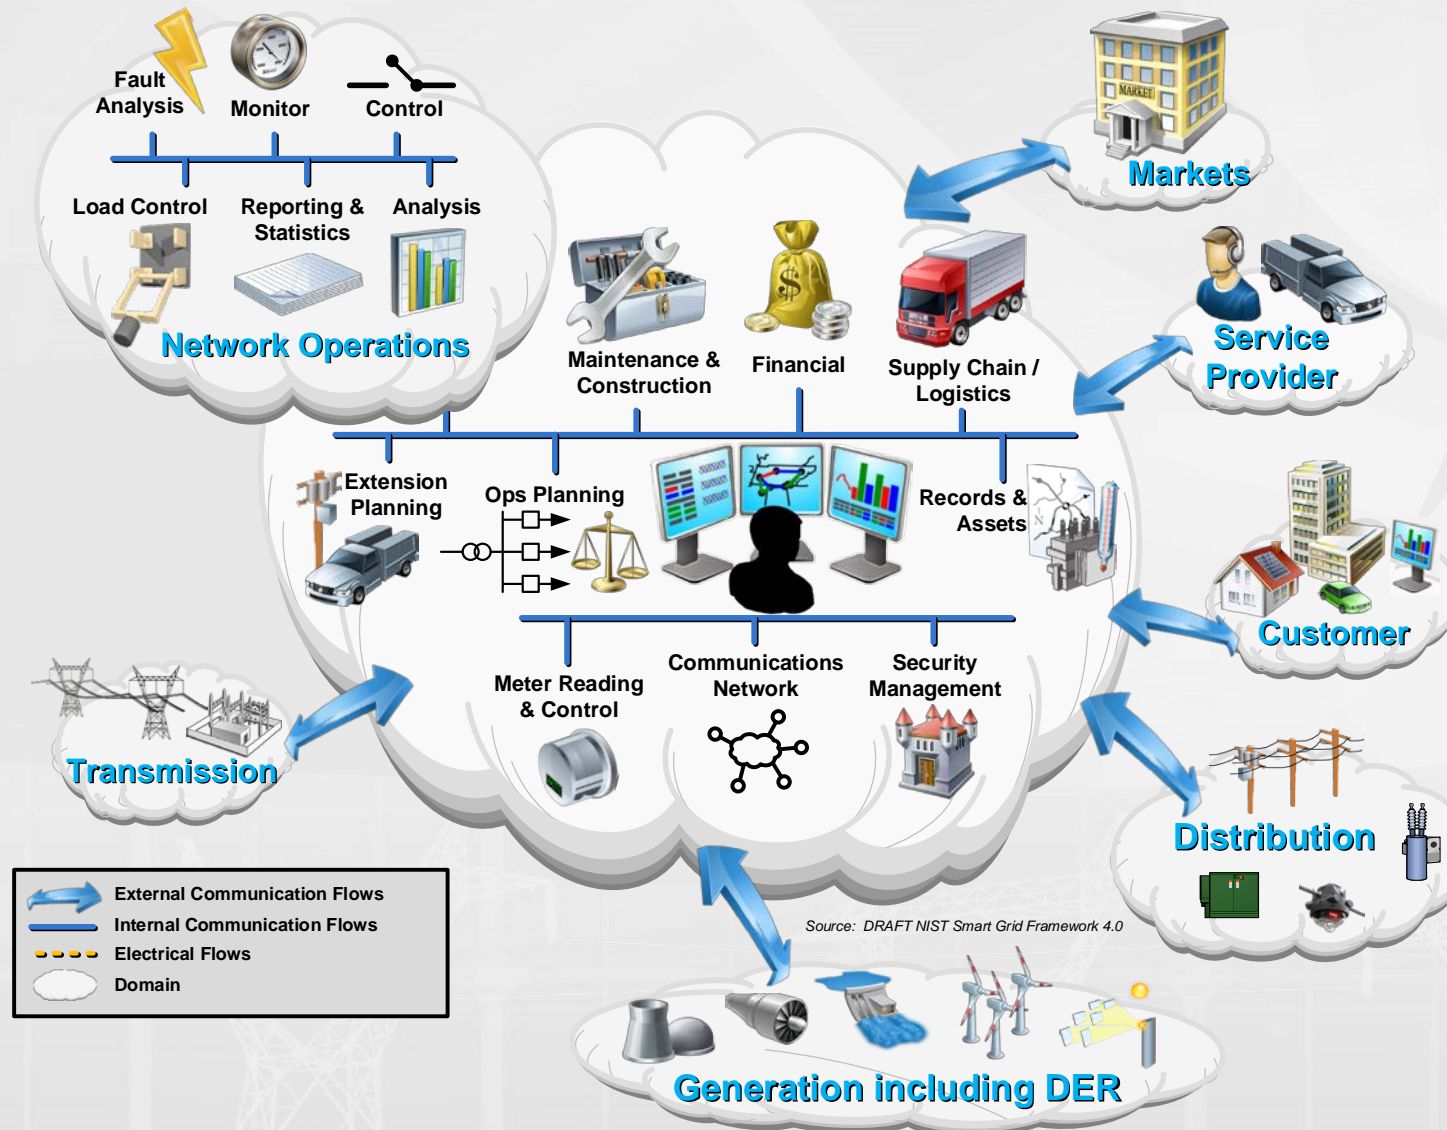 Fault
Analysis
Monitor
Control
Load Control
Reporting &
Statistics
Analysis
Network Operations
MARKET
Markets
Service
Provider
$
Maintenance &
Construction
Financial
Supply Chain /
Logistics
Extension
Planning
Ops Planning
Records &
Assets
N
Customer
Meter Reading
& Control
Communications
Network
Security
Management
Transmission
Distribution
External Communication Flows
Internal Communication Flows
Electrical Flows
Domain
Source: DRAFT NIST Smart Grid Framework 4.0
Generation including DER